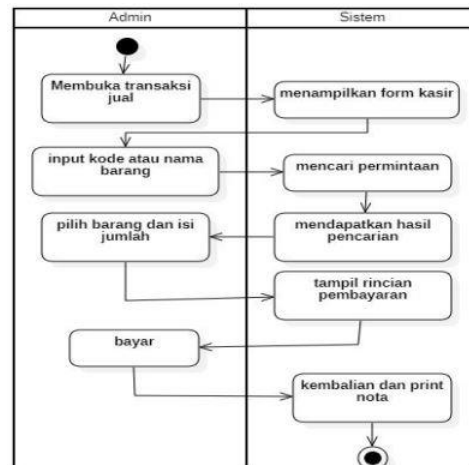 Admin
Sistem
Membuka transaksi
jual
menampilkan form kasir
input kode atau nama
barang
mencari permintaan
pilih barang dan isi
jumlah
mendapatkan hasil
pencarian
tampil rincian
pembayaran
bayar
kembalian dan print
nota